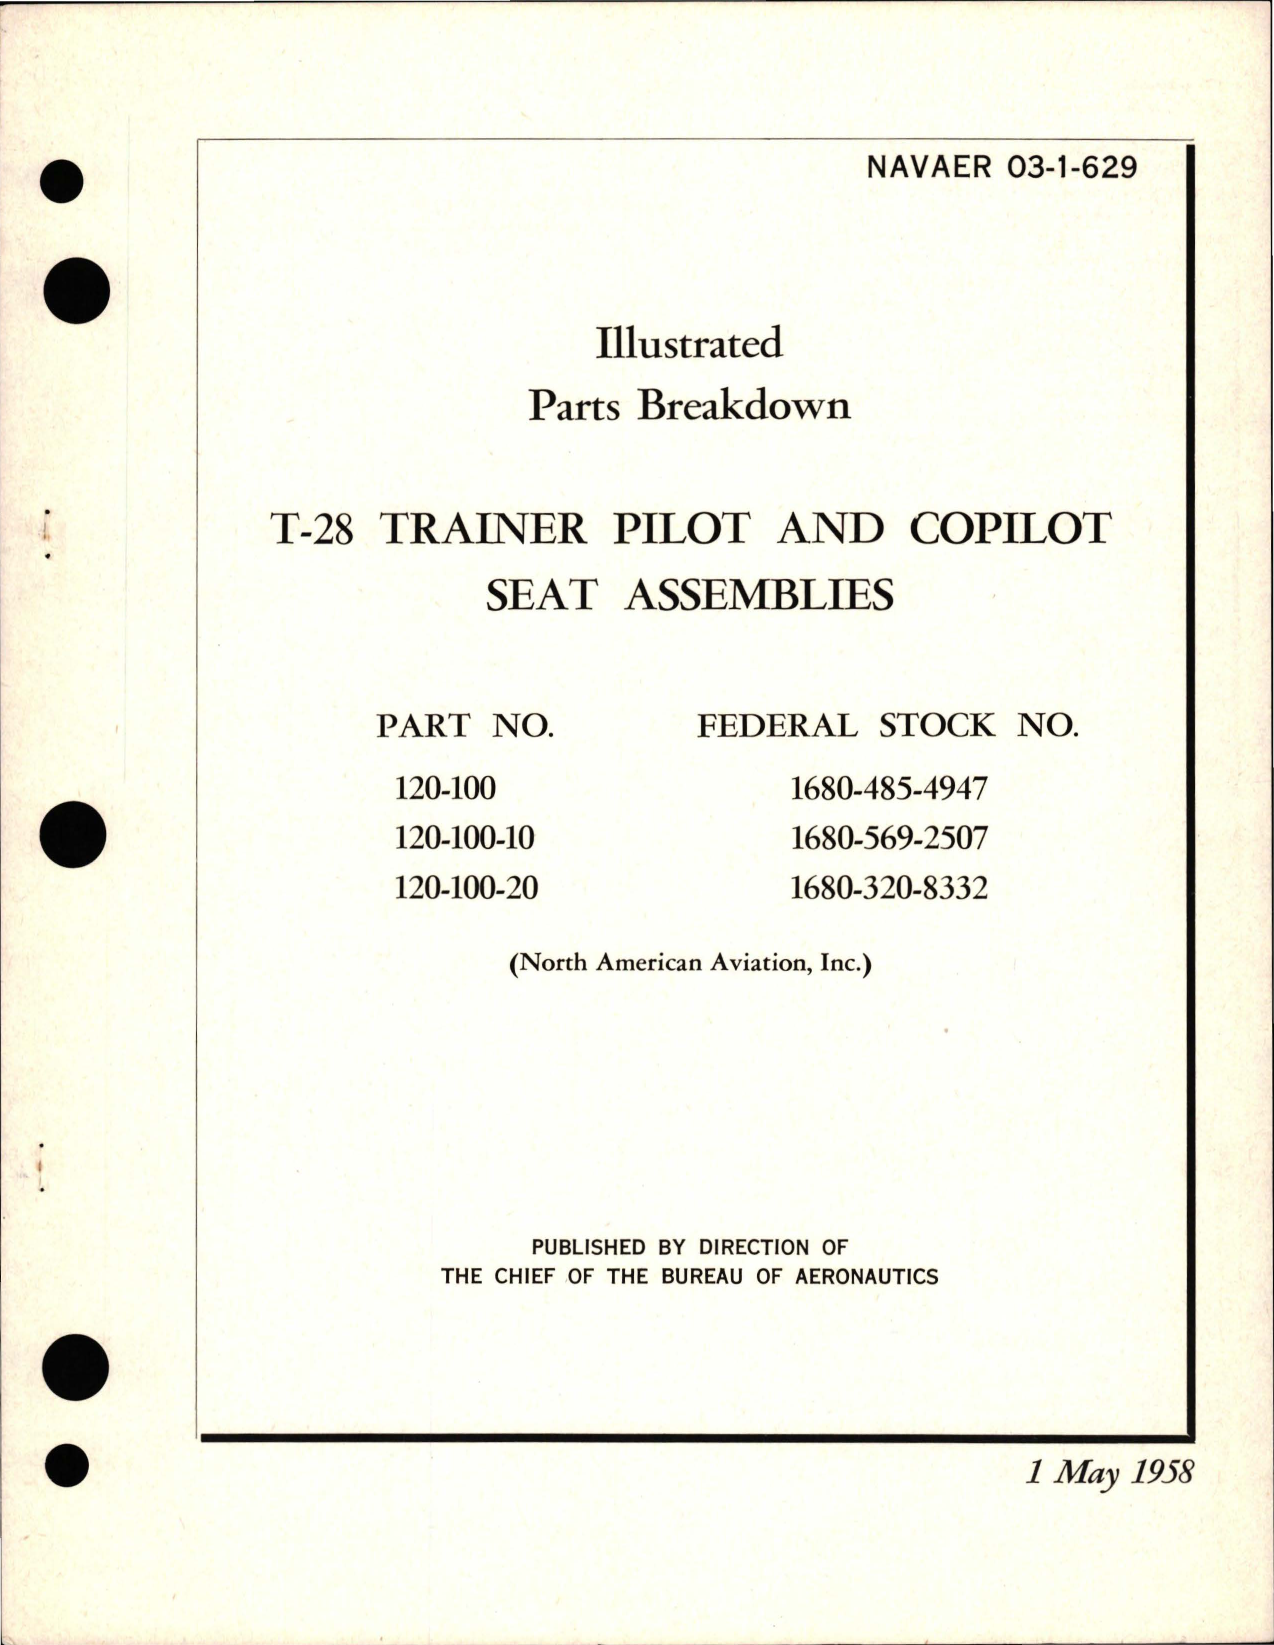 NAVAER 03-1-629
Illustrated
Parts Breakdown
T-28 TRAINER PILOT AND COPILOT
SEAT ASSEMBLIES
PART NO. FEDERAL STOCK NO.
120-100 1680-485-4947
120-100-10 1680-569-2507
120-100-20 1680-320-8332
(North American Aviation, Inc.)
PUBLISHED BY DIRECTION OF
THE CHIEF OF THE BUREAU OF AERONAUTICS
1 May 1958